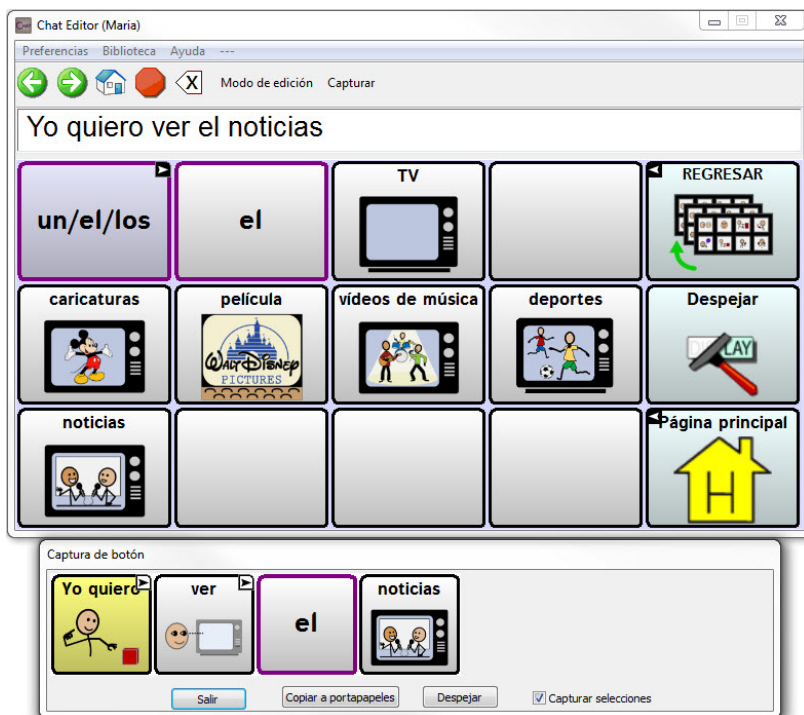 Chat Editor (Maria)
Preferencias Biblioteca Ayuda ---
X Modo de edición Capturar
Yo quiero ver el noticias
un/el/los el TV REGRESAR
caricaturas película vídeos de música deportes Despejar
WALT DISNEY
PICTURES
LAY
noticias Página principal
H
Captura de botón
Yo quiero ver el noticias
Salir Copiar a portapapeles Despejar Capturar selecciones